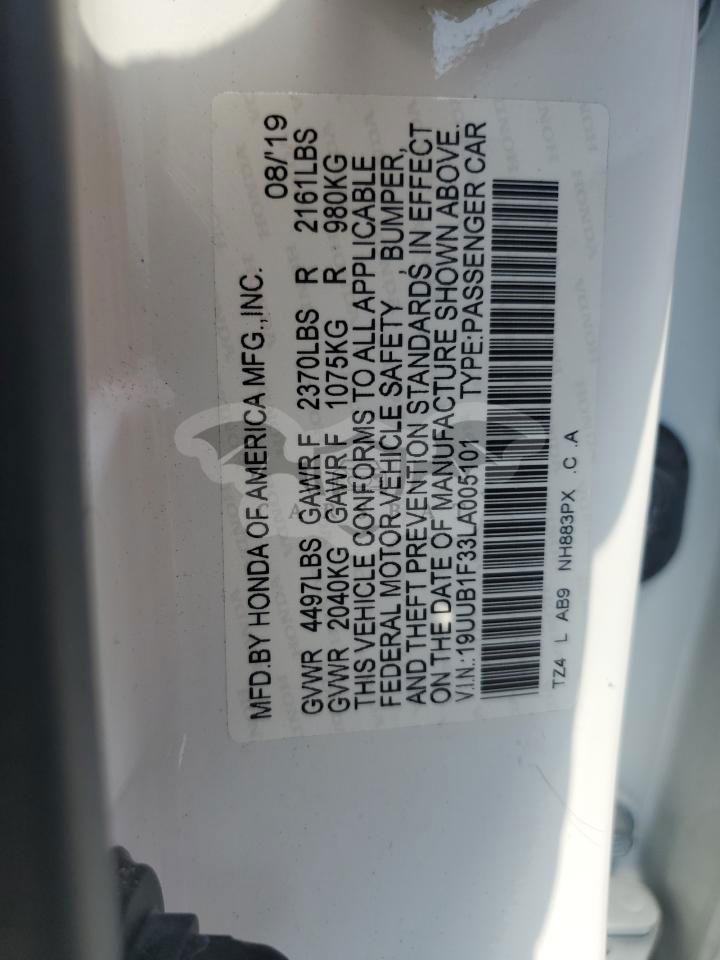 MFD.BY HONDA OF AMERICA MFG.,INC. 08/'19
GVWR 4497LBS GAWR F 2370LBS R 2161LBS
GVWR 2040KG GAWR F 1075KG R 980KG
THIS VEHICLE CONFORMS TO ALL APPLICABLE
FEDERAL MOTOR VEHICLE SAFETY, BUMPER,
AND THEFT PREVENTION STANDARDS IN EFFECT
ON THE DATE OF MANUFACTURE SHOWN ABOVE.
V.I.N.:19UUB1F33LA005101 TYPE:PASSENGER CAR
TZ4 L AB9 NH883PX .C .A